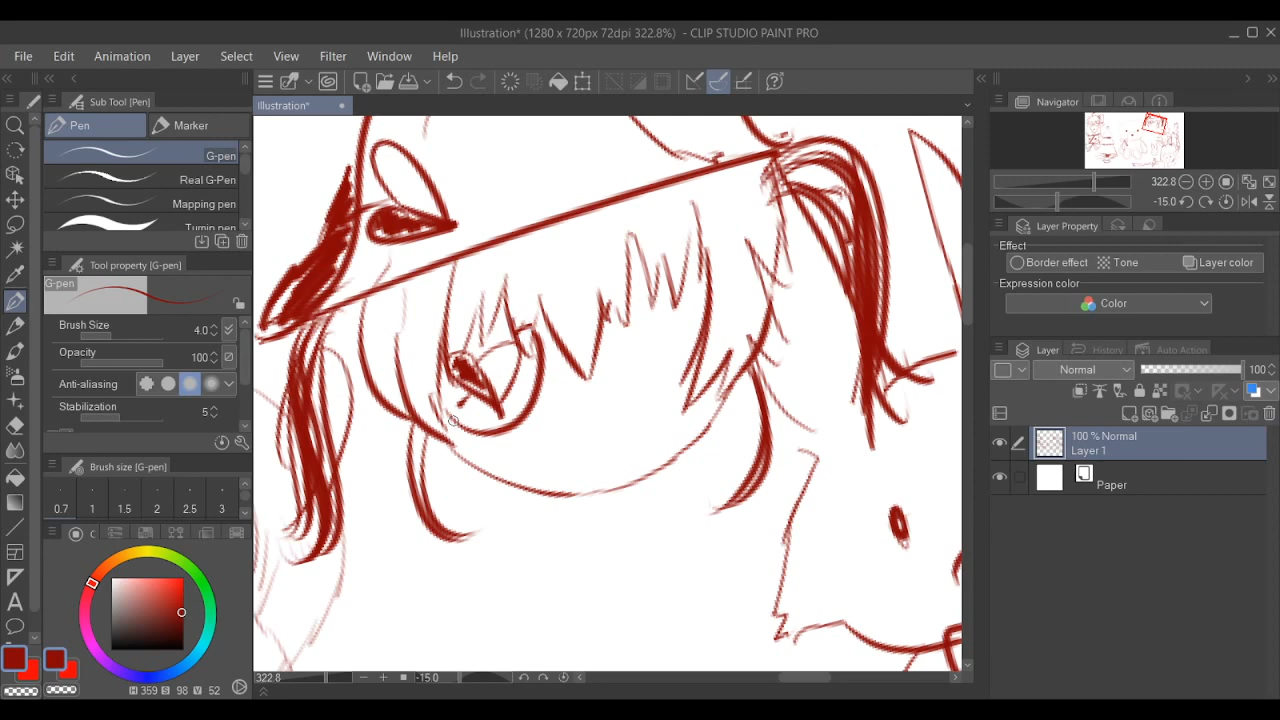 Illustration* (1280 x 720px 72dpi 322.8%) - CLIP STUDIO PAINT PRO
File Edit Animation Layer Select View Filter Window Help
Sub Tool [Pen]
Pen
Marker
G-pen
Real G-Pen
Mapping pen
Turnip pen
Tool property [G-pen]
G-pen
Brush Size 4.0
Opacity 100
Anti-aliasing
Stabilization 5
Brush size [G-pen]
0.7 1 1.5 2 2.5 3
C
H 359 S 98 V 52
Illustration*
322.8
-15.0
Navigator
322.8
-15.0
Layer Property
Effect
Border effect Tone Layer color
Expression color
Color
Layer History Auto Action
Normal 100
100 % Normal
Layer 1
Paper